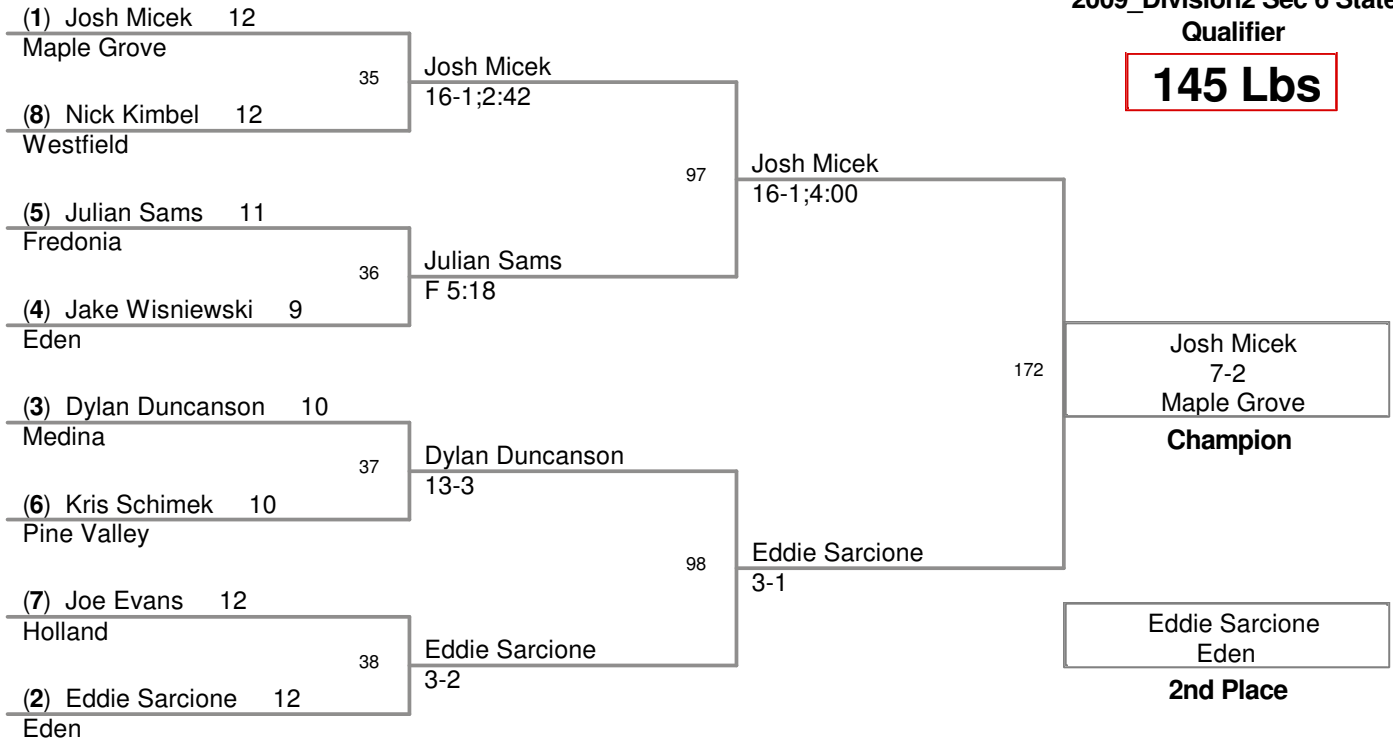 2009_Division2 Sec 6 State
Qualifier
145 Lbs
(1) Josh Micek 12
Maple Grove
35
(8) Nick Kimbel 12
Westfield
Josh Micek
16-1;2:42
97
(5) Julian Sams 11
Fredonia
36
(4) Jake Wisniewski 9
Eden
Julian Sams
F 5:18
Josh Micek
16-1;4:00
172
(3) Dylan Duncanson 10
Medina
37
(6) Kris Schimek 10
Pine Valley
Dylan Duncanson
13-3
98
(7) Joe Evans 12
Holland
38
(2) Eddie Sarcione 12
Eden
Eddie Sarcione
3-2
Eddie Sarcione
3-1
Josh Micek
7-2
Maple Grove
Champion
Eddie Sarcione
Eden
2nd Place